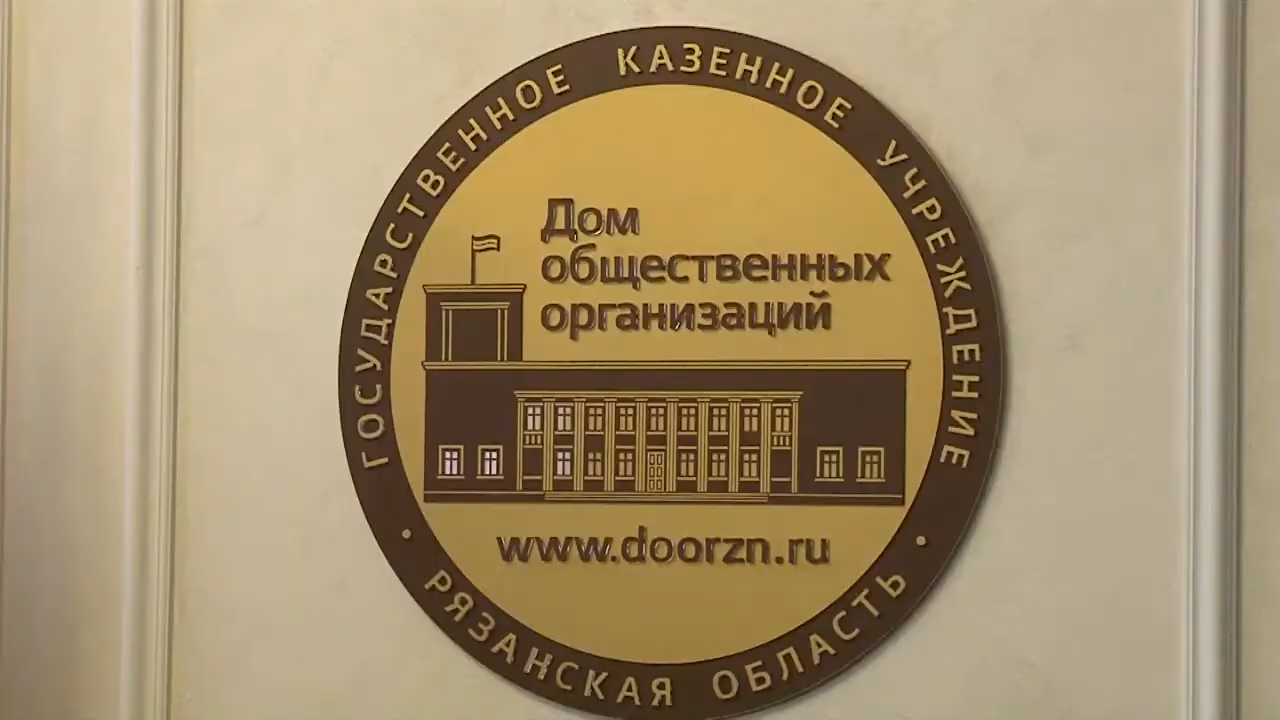 ГОСУДАРСТВЕННОЕ КАЗЕННОЕ УЧРЕЖДЕНИЕ
Дом
общественных
организаций
www.doorzn.ru
• РЯЗАНСКАЯ ОБЛАСТЬ •